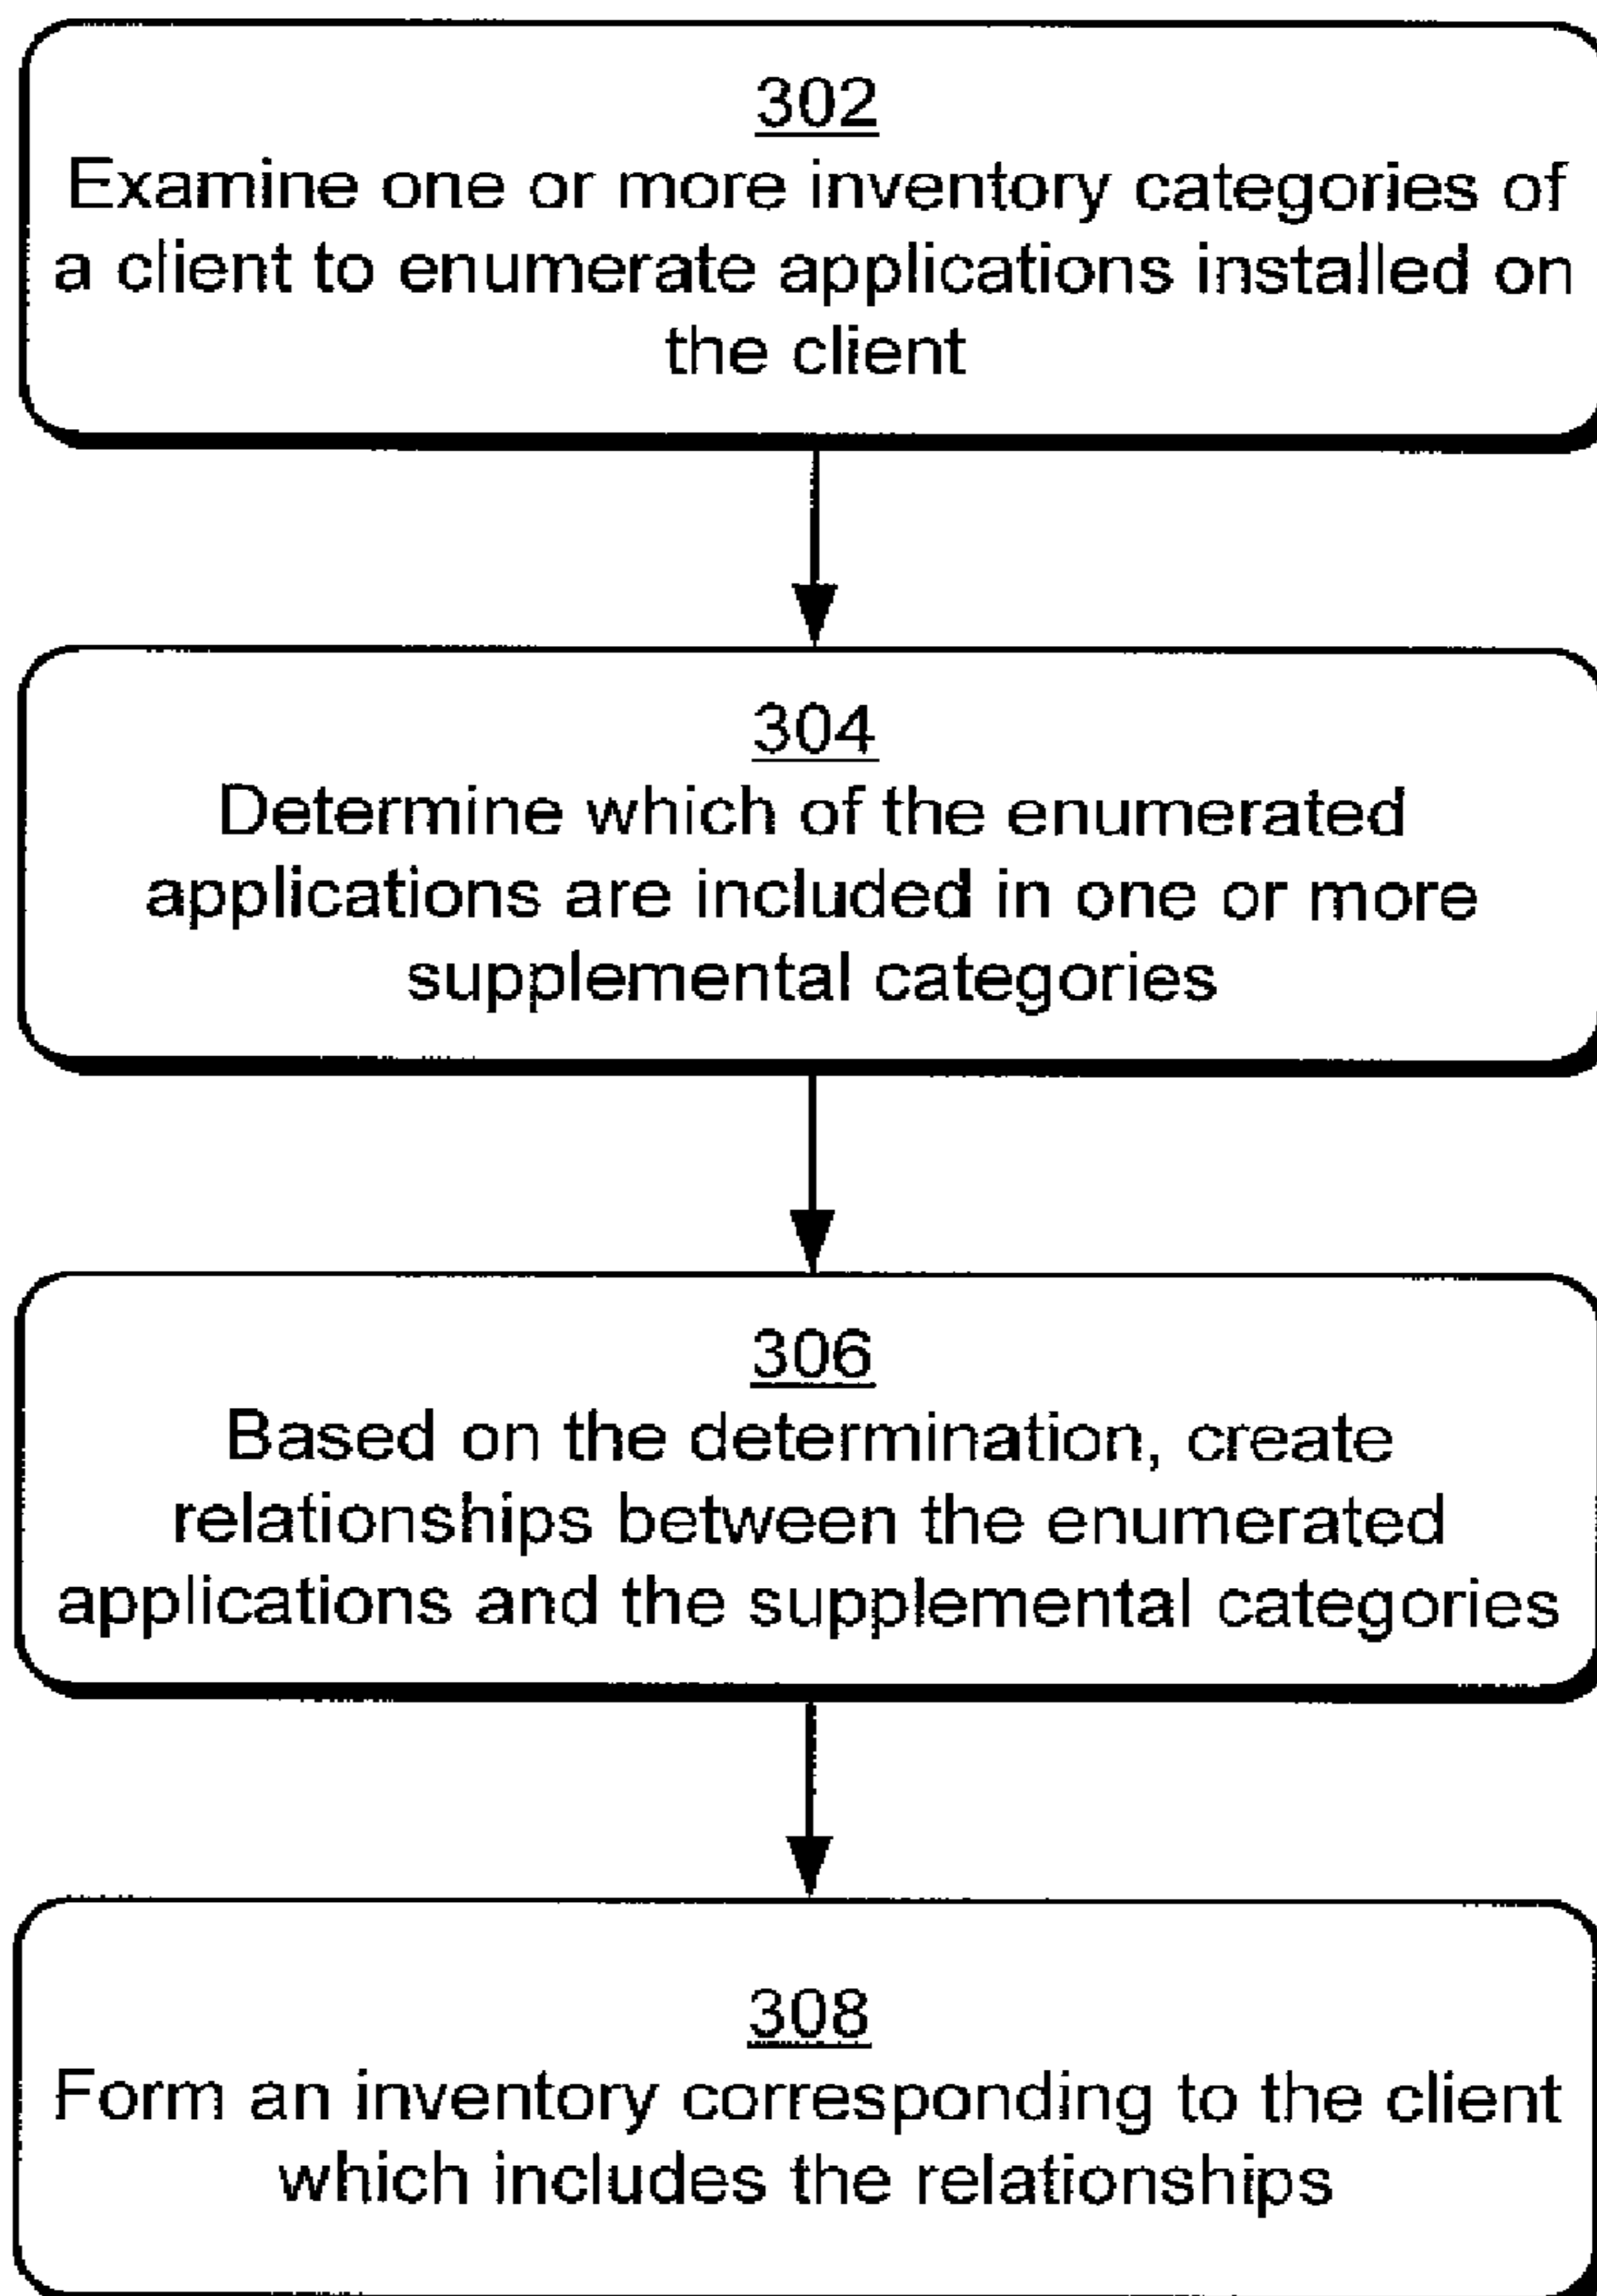 302
Examine one or more inventory categories of
a client to enumerate applications installed on
the client
304
Determine which of the enumerated
applications are included in one or more
supplemental categories
306
Based on the determination, create
relationships between the enumerated
applications and the supplemental categories
308
Form an inventory corresponding to the client
which includes the relationships